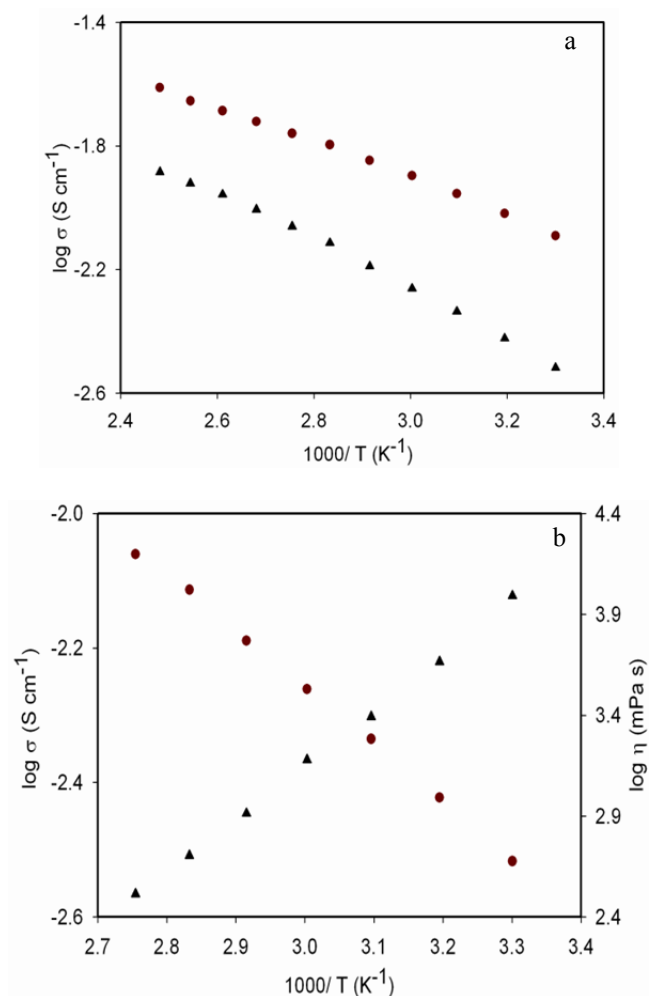 a
-1.4
-1.8
-2.2
-2.6
log σ (S cm⁻¹)
2.4 2.6 2.8 3.0 3.2 3.4
1000/ T (K⁻¹)
b
-2.0
-2.2
-2.4
-2.6
log σ (S cm⁻¹)
4.4
3.9
3.4
2.9
2.4
log η (mPa s)
2.7 2.8 2.9 3.0 3.1 3.2 3.3 3.4
1000/ T (K⁻¹)